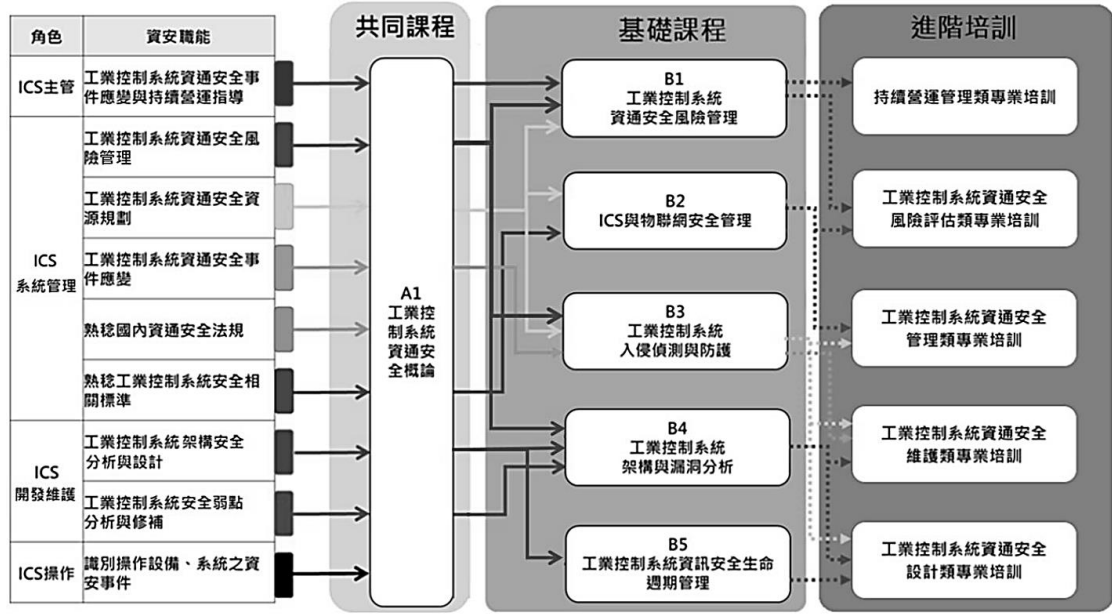 角色
資安職能
ICS主管
工業控制系統資通安全事
件應變與持續營運指導
ICS
系統管理
工業控制系統資通安全風
險管理
工業控制系統資通安全資
源規劃
工業控制系統資通安全事
件應變
熟稔國內資通安全法規
熟稔工業控制系統安全相
關標準
ICS
開發維護
工業控制系統架構安全
分析與設計
工業控制系統安全弱點
分析與修補
ICS操作
識別操作設備、系統之資
安事件
共同課程
A1
工業控
制系統
資通安
全概論
基礎課程
B1
工業控制系統
資通安全風險管理
B2
ICS與物聯網安全管理
B3
工業控制系統
入侵偵測與防護
B4
工業控制系統
架構與漏洞分析
B5
工業控制系統資訊安全生命
週期管理
進階培訓
持續營運管理類專業培訓
工業控制系統資通安全
風險評估類專業培訓
工業控制系統資通安全
管理類專業培訓
工業控制系統資通安全
維護類專業培訓
工業控制系統資通安全
設計類專業培訓